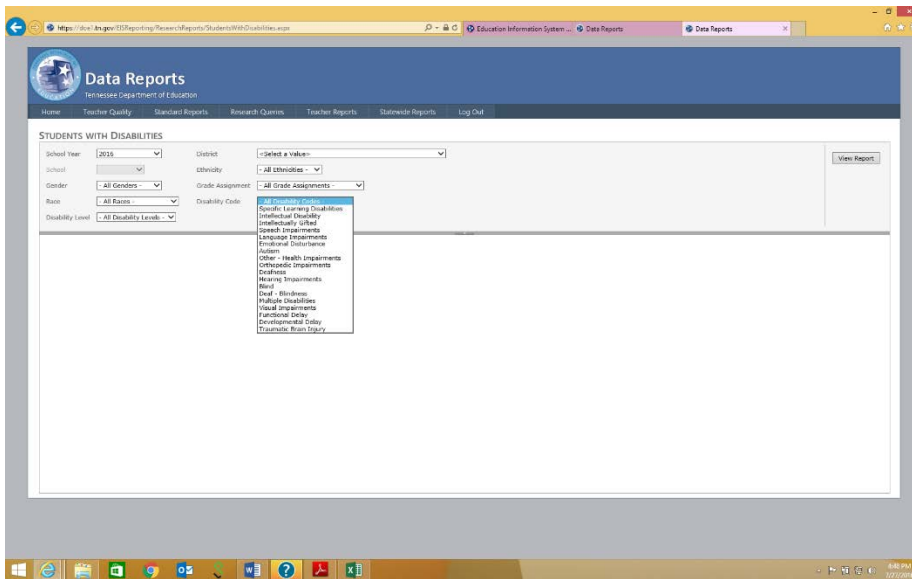 https://dcs1.tn.gov/EISReporting/ResearchReports/StudentsWithDisabilities.aspx
Education Information System ...
Data Reports
Data Reports
Data Reports
Tennessee Department of Education
Home Teacher Quality Standard Reports Research Queries Teacher Reports Statewide Reports Log Out
STUDENTS WITH DISABILITIES
School Year 2016 District <Select a Value> View Report
School Ethnicity - All Ethnicities -
Gender - All Genders - Grade Assignment - All Grade Assignments -
Race - All Races - Disability Code - All Disability Codes -
Disability Level - All Disability Levels -
Specific Learning Disabilities
Intellectual Disability
Intellectually Gifted
Speech Impairments
Language Impairments
Emotional Disturbance
Autism
Other - Health Impairments
Orthopedic Impairments
Deafness
Hearing Impairments
Blind
Deaf - Blindness
Multiple Disabilities
Visual Impairments
Functional Delay
Developmental Delay
Traumatic Brain Injury
4:48 PM